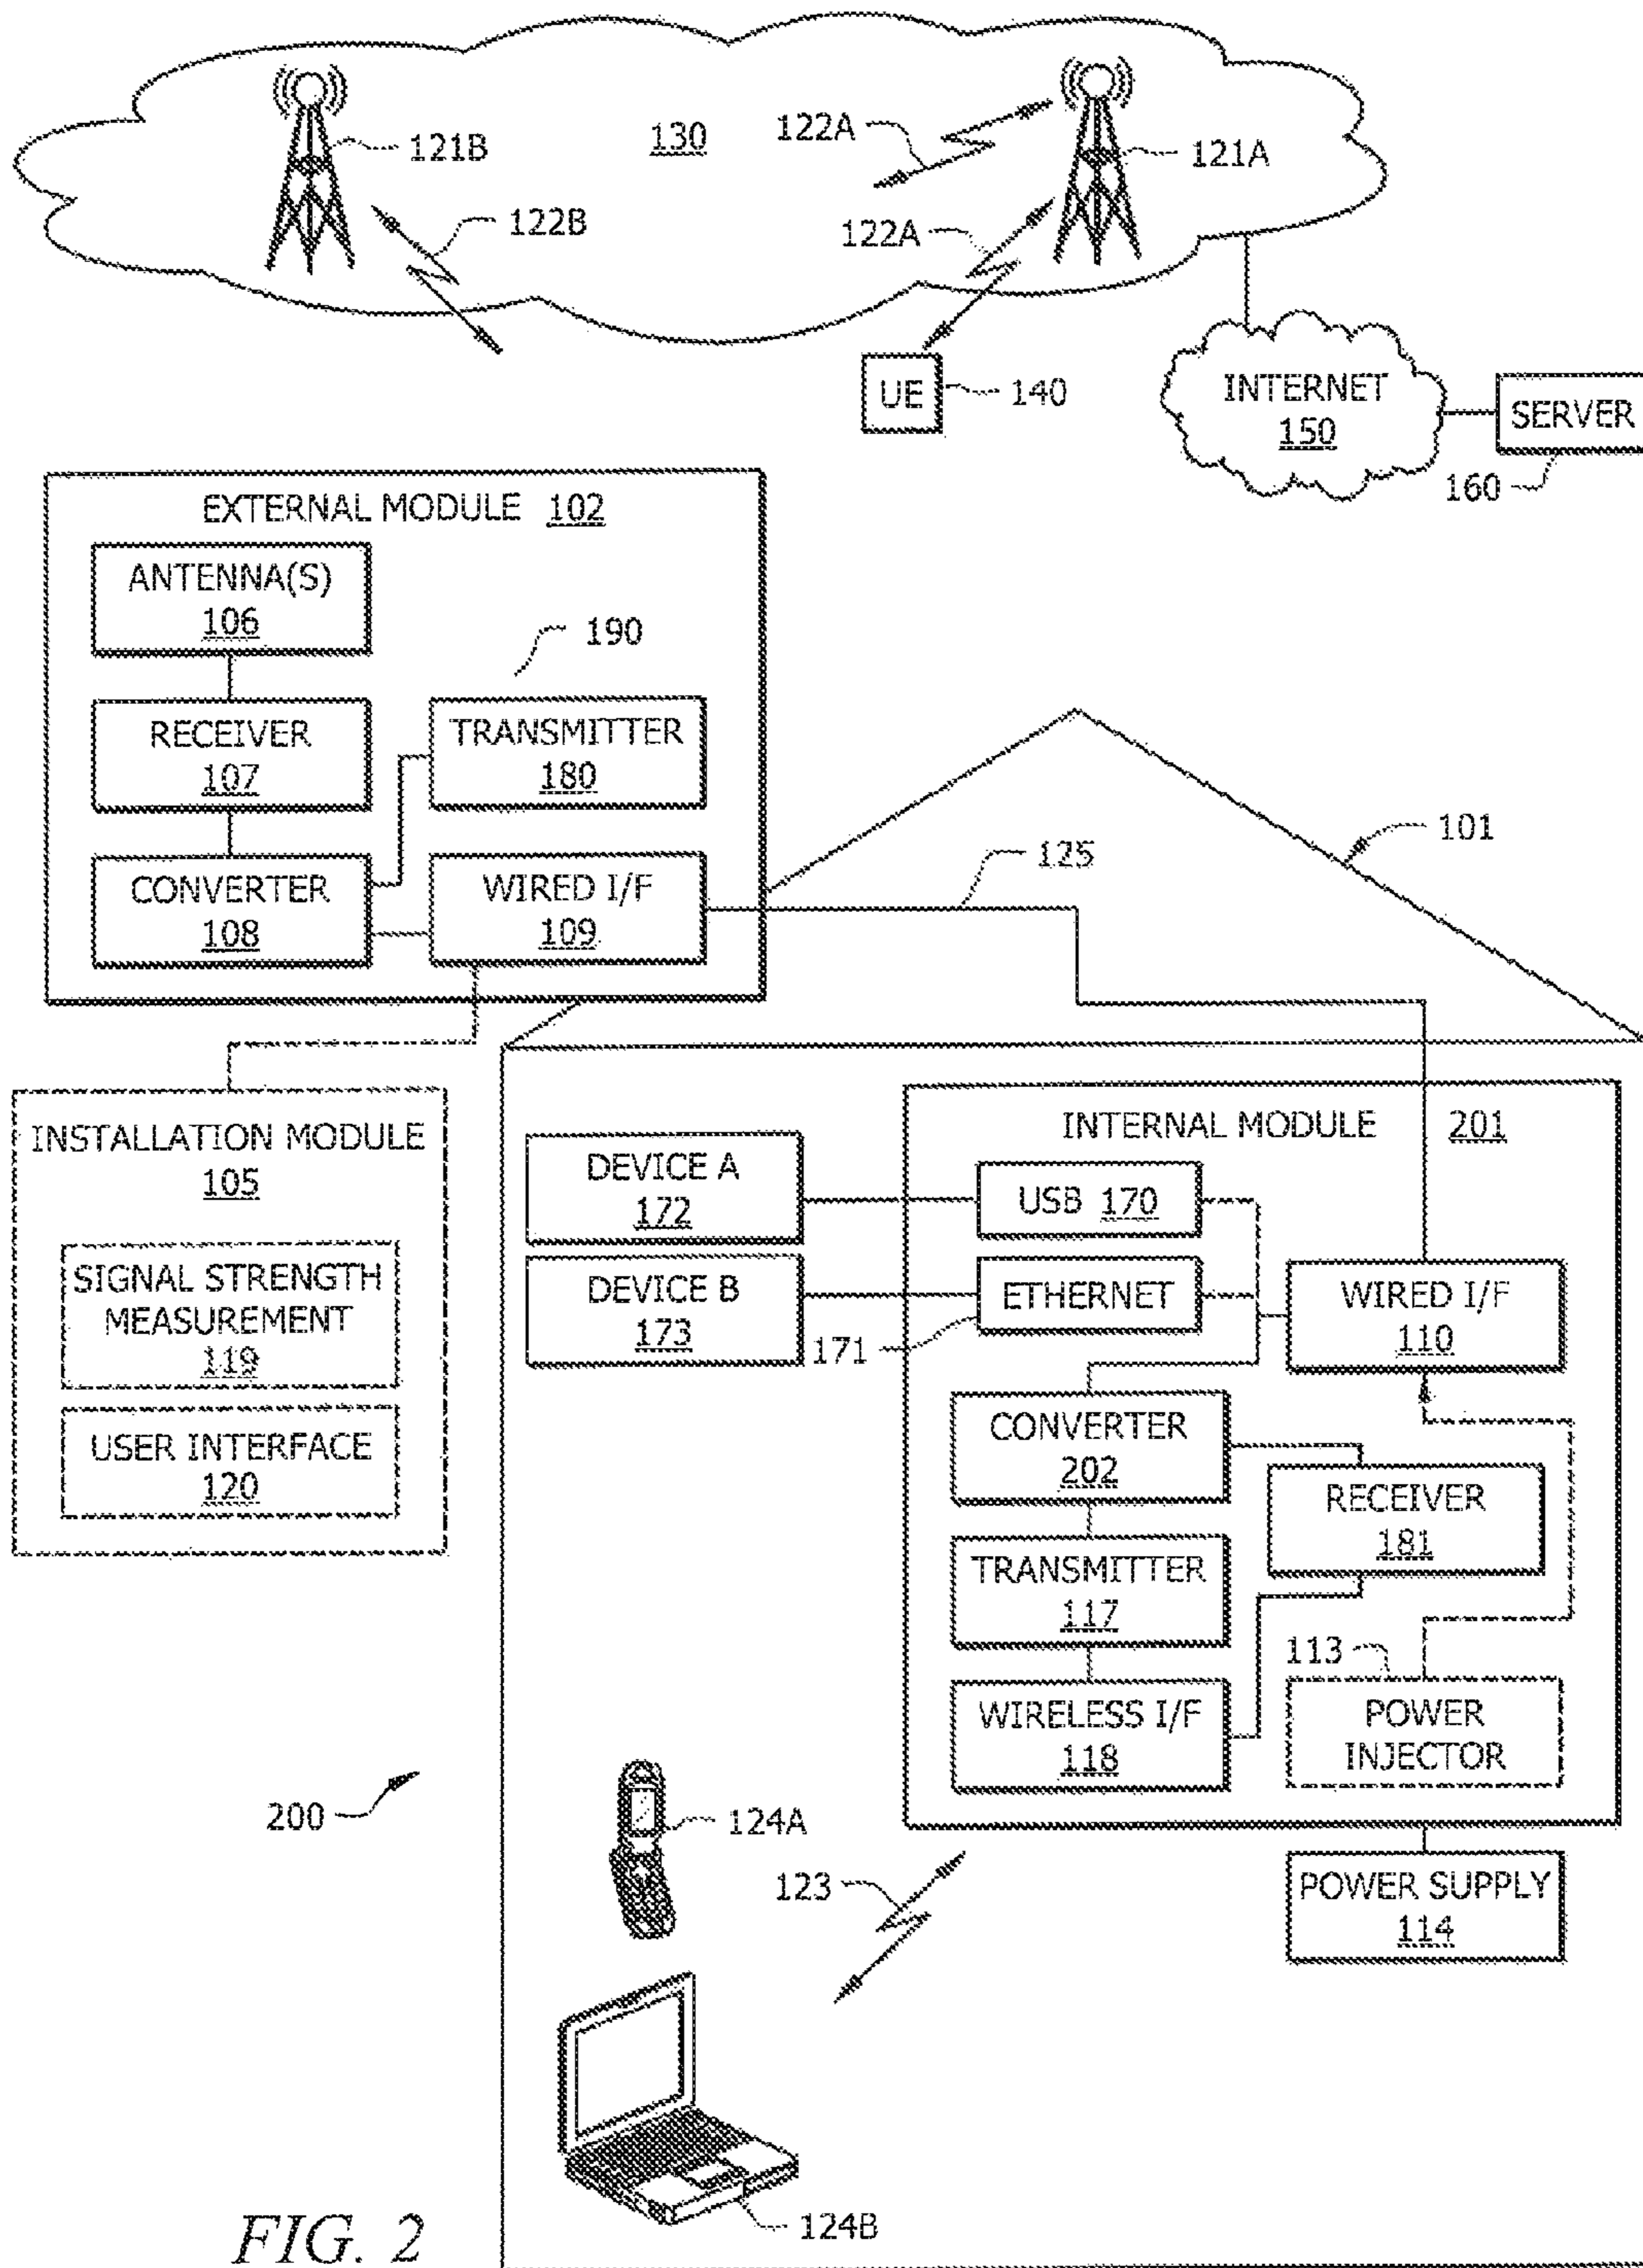 121B
130
122A
121A
122B
122A
UE
140
INTERNET
150
SERVER
160
EXTERNAL MODULE 102
ANTENNA(S)
106
190
RECEIVER
107
TRANSMITTER
180
CONVERTER
108
WIRED I/F
109
125
101
INSTALLATION MODULE
105
SIGNAL STRENGTH
MEASUREMENT
119
USER INTERFACE
120
INTERNAL MODULE 201
DEVICE A
172
USB 170
DEVICE B
173
ETHERNET
171
WIRED I/F
110
CONVERTER
202
RECEIVER
181
TRANSMITTER
117
113
WIRELESS I/F
118
POWER
INJECTOR
200
124A
123
POWER SUPPLY
114
124B
FIG. 2